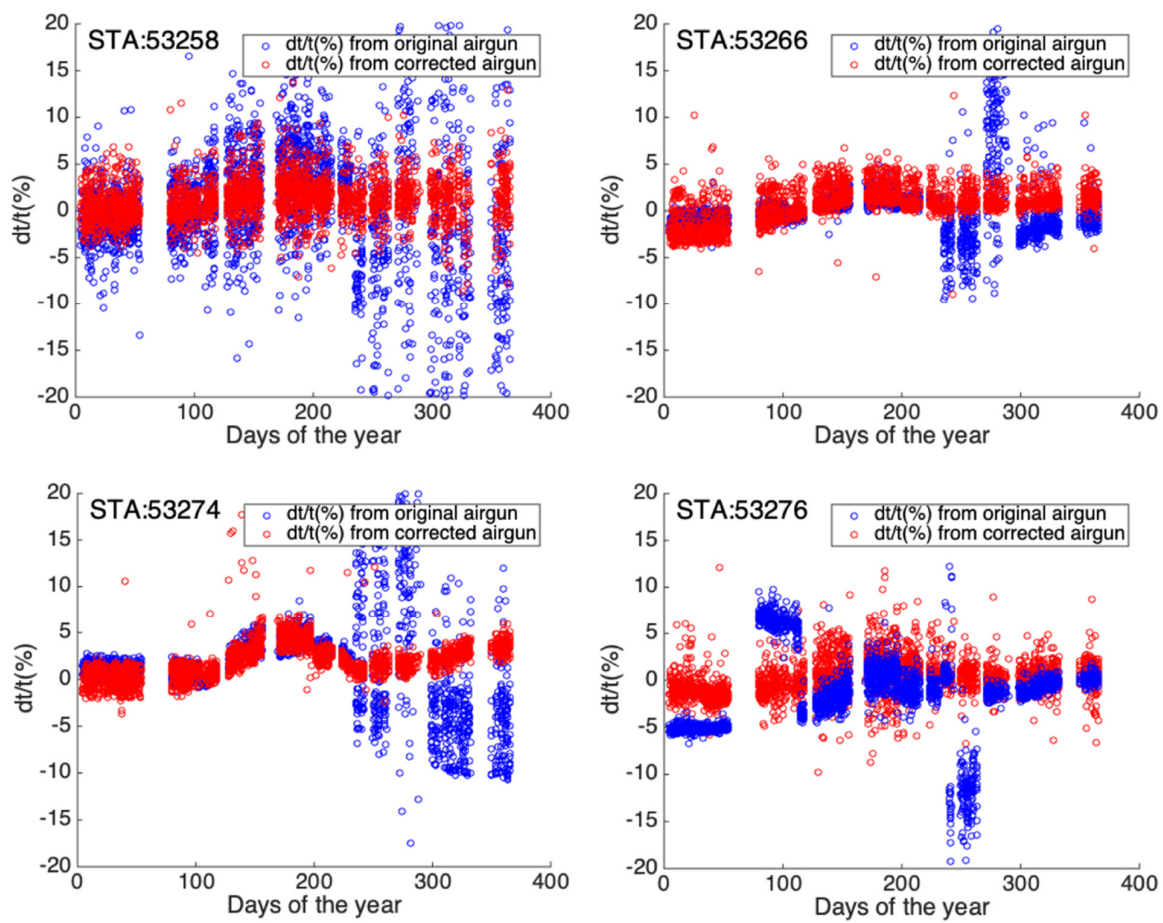 STA:53258
dt/t(%) from original airgun
dt/t(%) from corrected airgun
20
15
10
5
0
-5
-10
-15
-20
dt/t(%)
0 100 200 300 400
Days of the year
STA:53266
dt/t(%) from original airgun
dt/t(%) from corrected airgun
20
15
10
5
0
-5
-10
-15
-20
dt/t(%)
0 100 200 300 400
Days of the year
STA:53274
dt/t(%) from original airgun
dt/t(%) from corrected airgun
20
15
10
5
0
-5
-10
-15
-20
dt/t(%)
0 100 200 300 400
Days of the year
STA:53276
dt/t(%) from original airgun
dt/t(%) from corrected airgun
20
15
10
5
0
-5
-10
-15
-20
dt/t(%)
0 100 200 300 400
Days of the year